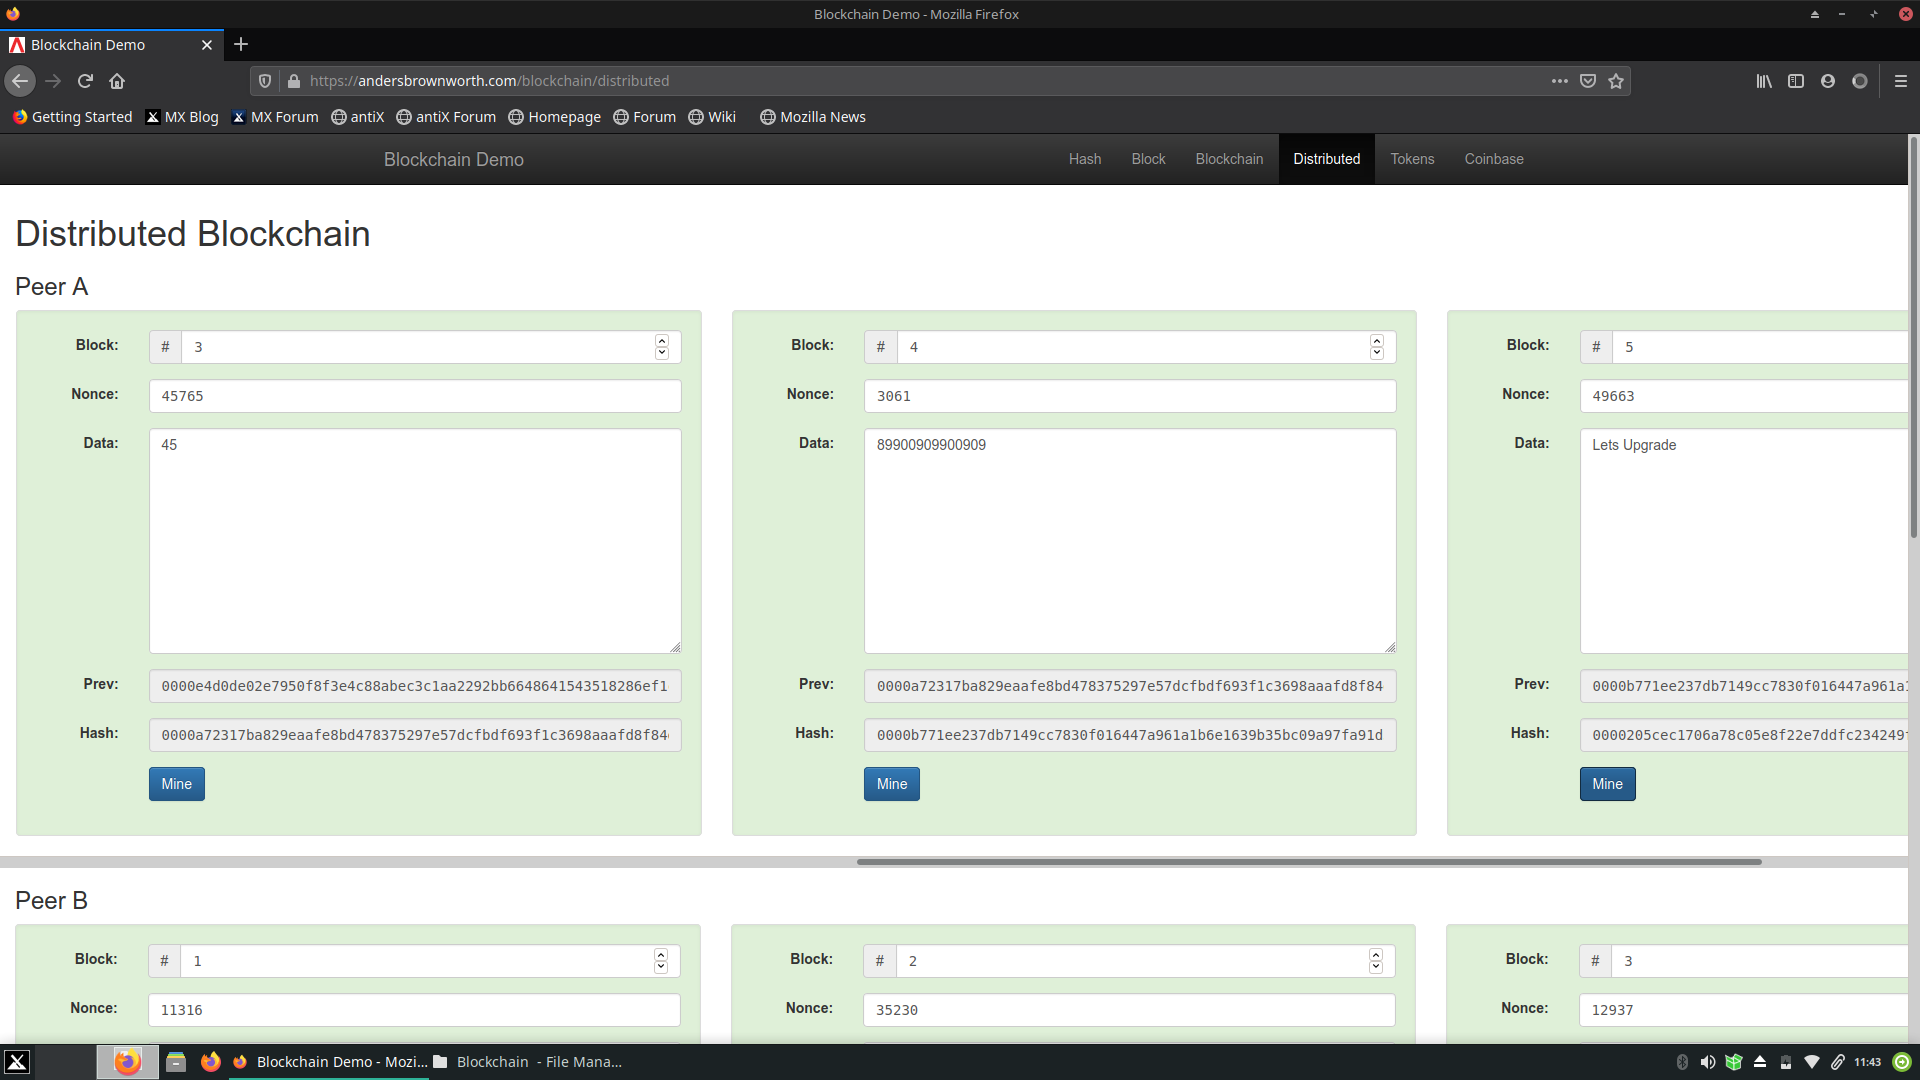 Blockchain Demo - Mozilla Firefox
Blockchain Demo
https://andersbrownworth.com/blockchain/distributed
Getting Started MX Blog MX Forum antiX antiX Forum Homepage Forum Wiki Mozilla News
Blockchain Demo Hash Block Blockchain Distributed Tokens Coinbase
Distributed Blockchain
Peer A
Block: # 3 Block: # 4 Block: # 5
Nonce: 45765 Nonce: 3061 Nonce: 49663
Data: 45 Data: 89900909900909 Data: Lets Upgrade
Prev: 0000e4d0de02e7950f8f3e4c88abec3c1aa2292bb6648641543518286ef1 Prev: 0000a72317ba829eaafe8bd478375297e57dcfbdf693f1c3698aaafd8f84 Prev: 0000b771ee237db7149cc7830f016447a961a1
Hash: 0000a72317ba829eaafe8bd478375297e57dcfbdf693f1c3698aaafd8f84 Hash: 0000b771ee237db7149cc7830f016447a961a1b6e1639b35bc09a97fa91d Hash: 0000205cec1706a78c05e8f22e7ddfc234249
Mine Mine Mine
Peer B
Block: # 1 Block: # 2 Block: # 3
Nonce: 11316 Nonce: 35230 Nonce: 12937
Blockchain Demo - Mozi... Blockchain - File Mana... 11:43